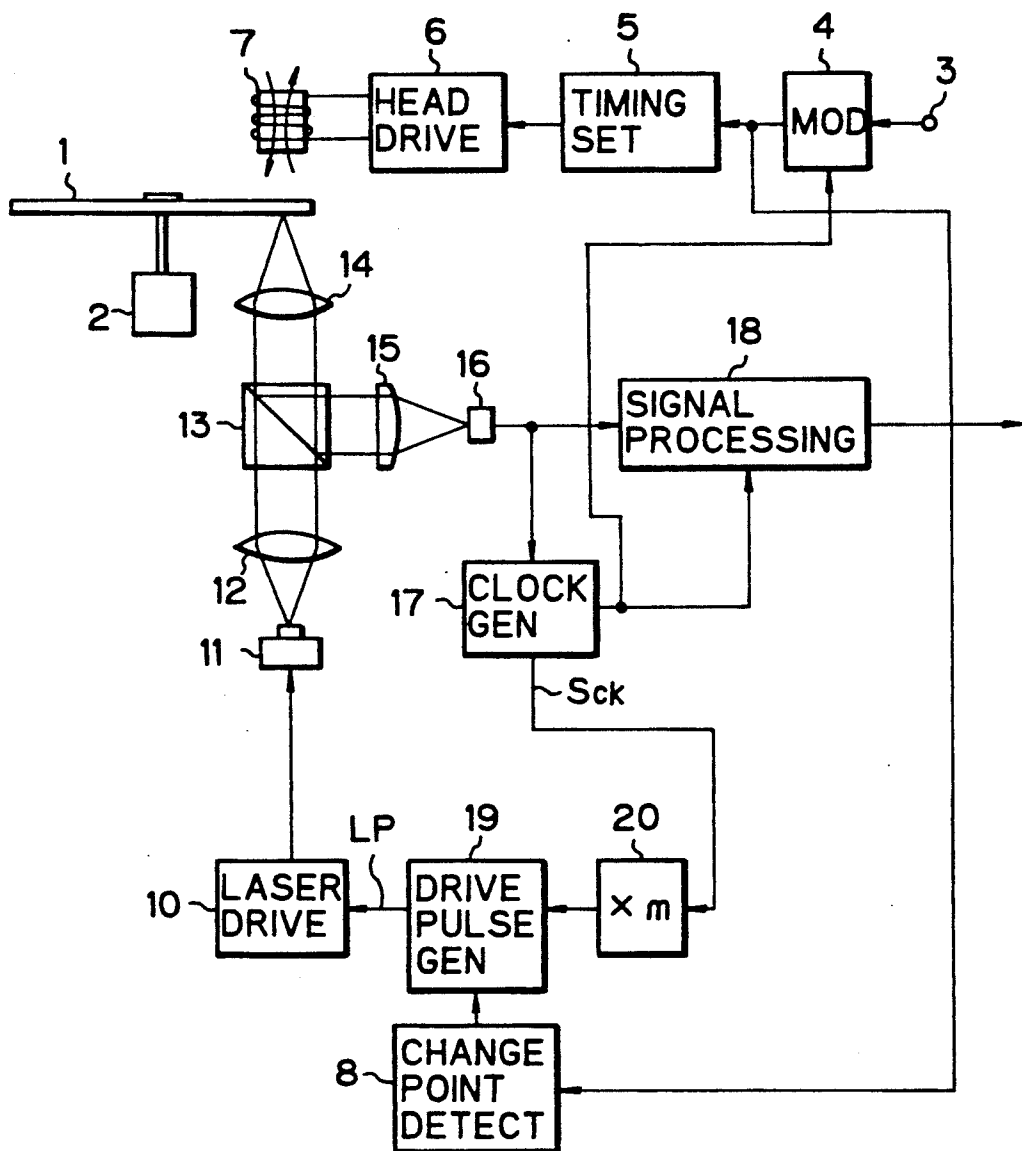 7
6
HEAD
DRIVE
5
TIMING
SET
4
MOD
3
1
2
14
13
15
16
18
SIGNAL
PROCESSING
12
17
CLOCK
GEN
11
Sck
10
LASER
DRIVE
LP
19
DRIVE
PULSE
GEN
20
× m
8
CHANGE
POINT
DETECT